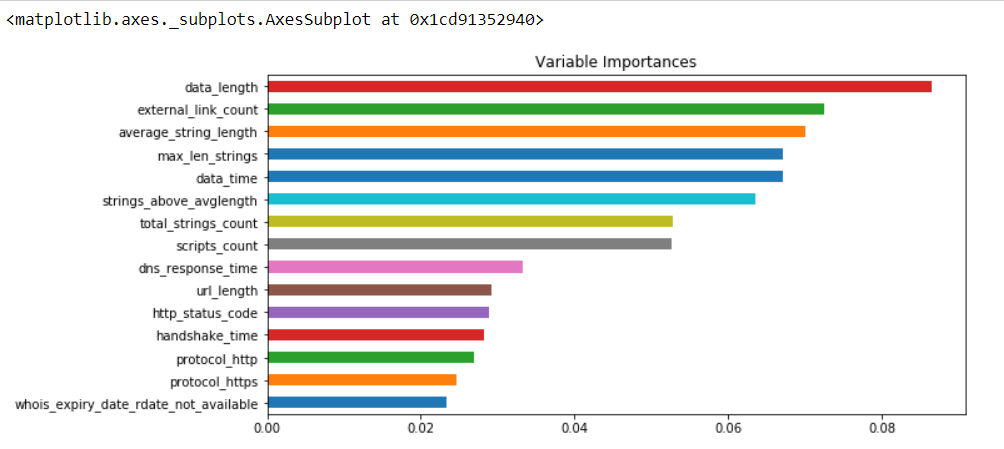 <matplotlib.axes._subplots.AxesSubplot at 0x1cd91352940>
Variable Importances
data_length
external_link_count
average_string_length
max_len_strings
data_time
strings_above_avglength
total_strings_count
scripts_count
dns_response_time
url_length
http_status_code
handshake_time
protocol_http
protocol_https
whois_expiry_date_rdate_not_available
0.00 0.02 0.04 0.06 0.08